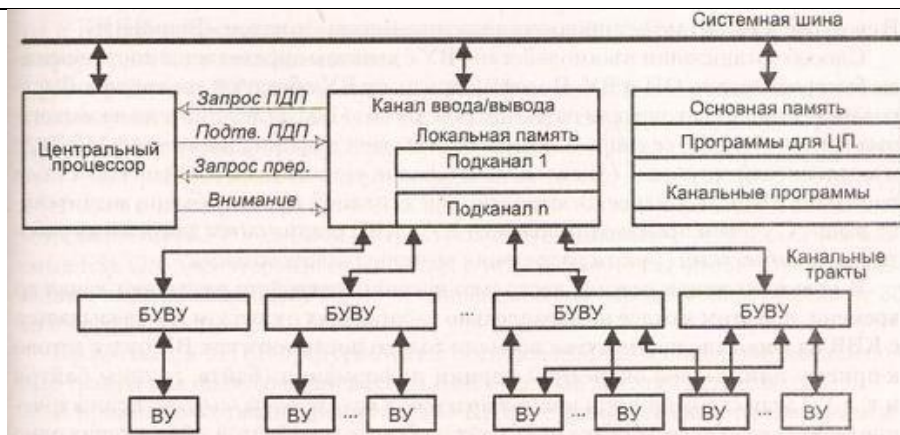 Системная шина
Центральный
процессор
Запрос ПДП
Подтв. ПДП
Запрос прер.
Внимание
Канал ввода/вывода
Локальная память
Подканал 1
Подканал n
Основная память
Программы для ЦП
Канальные программы
Канальные
тракты
БУВУ
БУВУ
...
БУВУ
БУВУ
ВУ
ВУ
...
ВУ
ВУ
...
ВУ
ВУ
...
ВУ